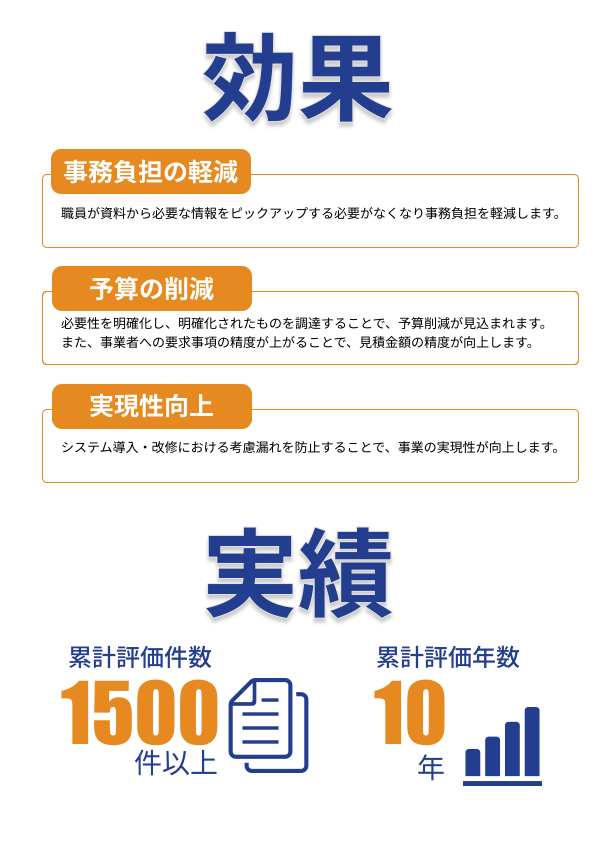 効果
事務負担の軽減
職員が資料から必要な情報をピックアップする必要がなくなり事務負担を軽減します。
予算の削減
必要性を明確化し、明確化されたものを調達することで、予算削減が見込まれます。
また、事業者への要求事項の精度が上がることで、見積金額の精度が向上します。
実現性向上
システム導入・改修における考慮漏れを防止することで、事業の実現性が向上します。
実績
累計評価件数
1500
件以上
累計評価年数
10
年